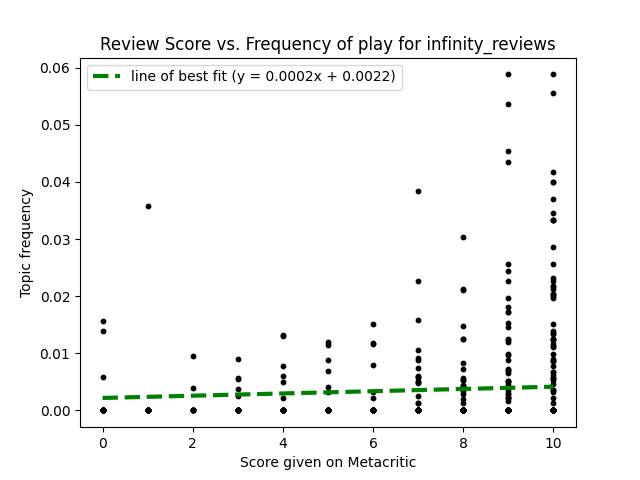 Review Score vs. Frequency of play for infinity_reviews
line of best fit (y = 0.0002x + 0.0022)
0.06
0.05
0.04
0.03
0.02
0.01
0.00
Topic frequency
0 2 4 6 8 10
Score given on Metacritic